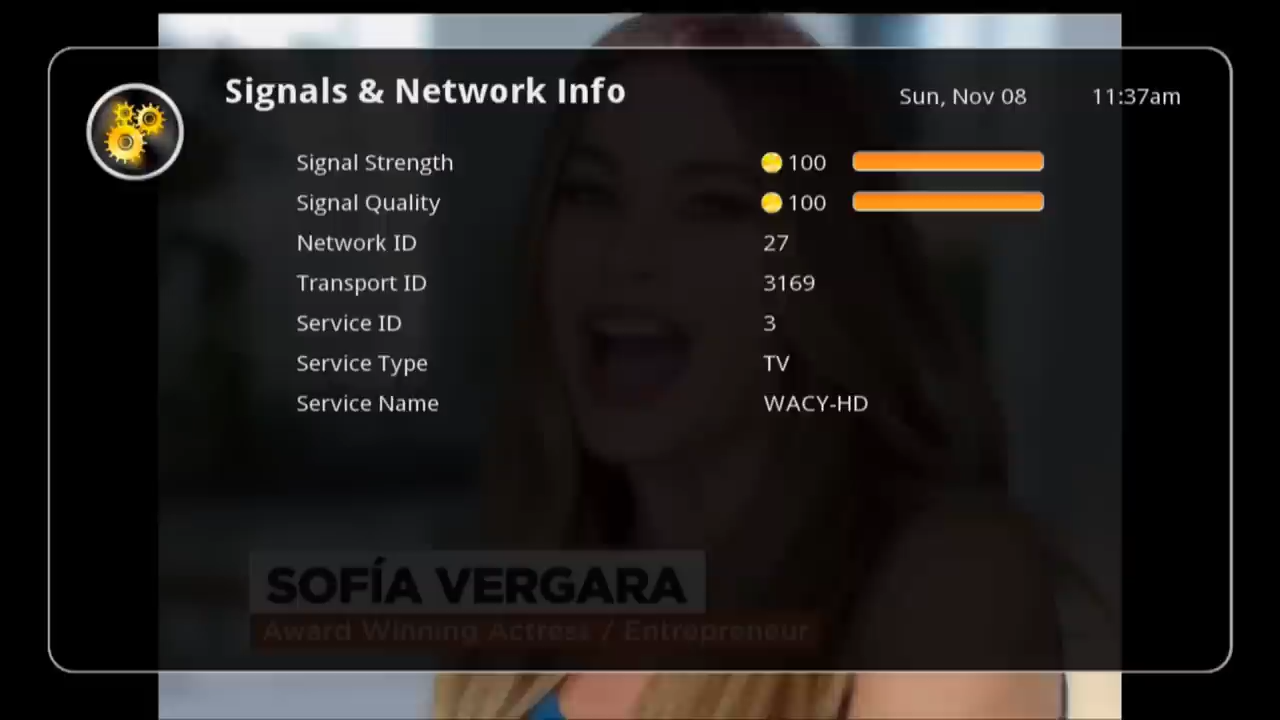 Signals & Network Info
Sun, Nov 08 11:37am
Signal Strength 100
Signal Quality 100
Network ID 27
Transport ID 3169
Service ID 3
Service Type TV
Service Name WACY-HD
SOFÍA VERGARA
Award Winning Actress / Entrepreneur